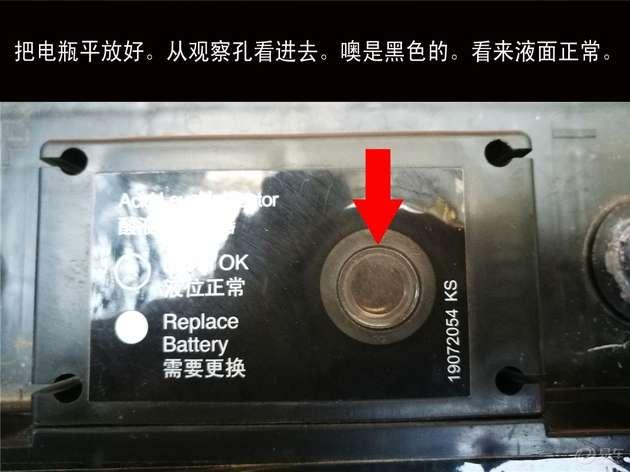 把电瓶平放好。从观察孔看进去。噢是黑色的。看来液面正常。
OK
液位正常
Replace
Battery
需要更换
19072054 KS